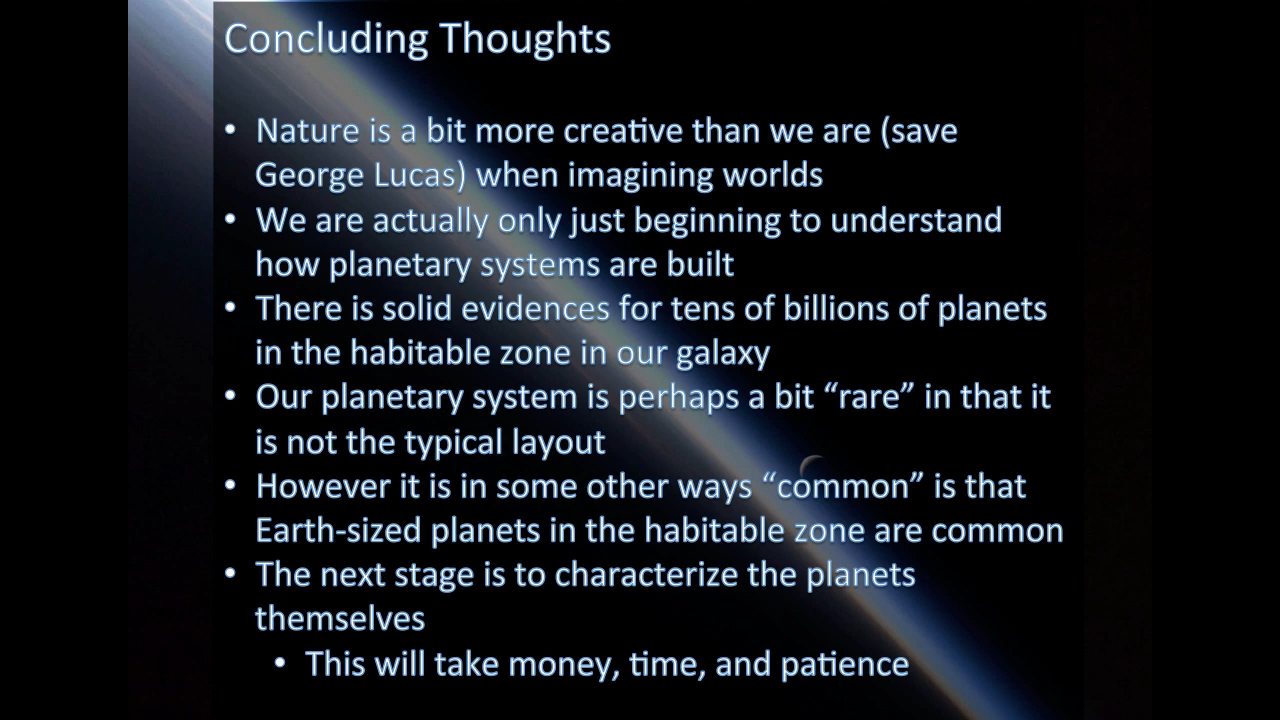 Concluding Thoughts
• Nature is a bit more creative than we are (save
George Lucas) when imagining worlds
• We are actually only just beginning to understand
how planetary systems are built
• There is solid evidences for tens of billions of planets
in the habitable zone in our galaxy
• Our planetary system is perhaps a bit “rare” in that it
is not the typical layout
• However it is in some other ways “common” is that
Earth-sized planets in the habitable zone are common
• The next stage is to characterize the planets
themselves
• This will take money, time, and patience